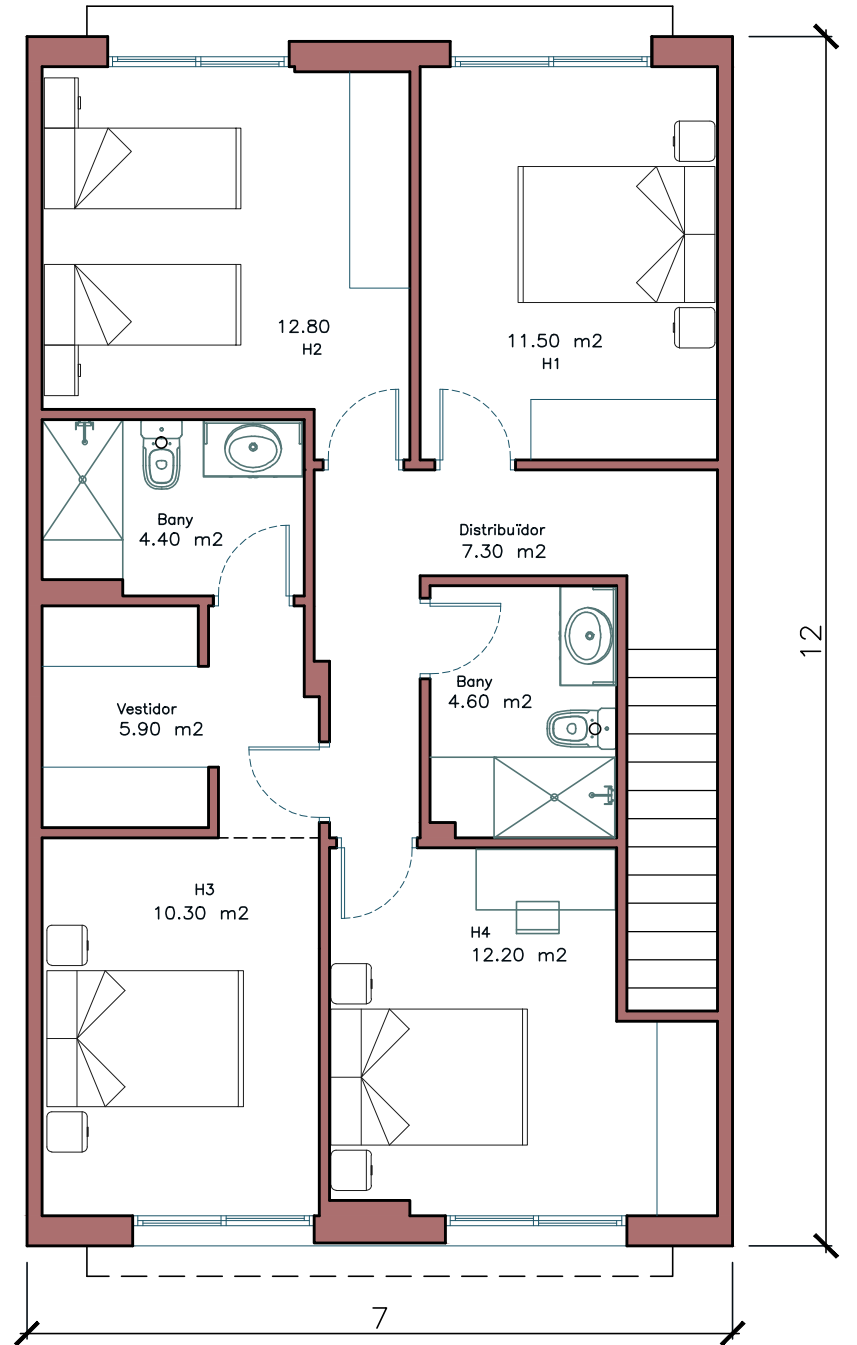 12.80
H2
11.50 m2
H1
Bany
4.40 m2
Distribuïdor
7.30 m2
Bany
4.60 m2
Vestidor
5.90 m2
H3
10.30 m2
H4
12.20 m2
12
7